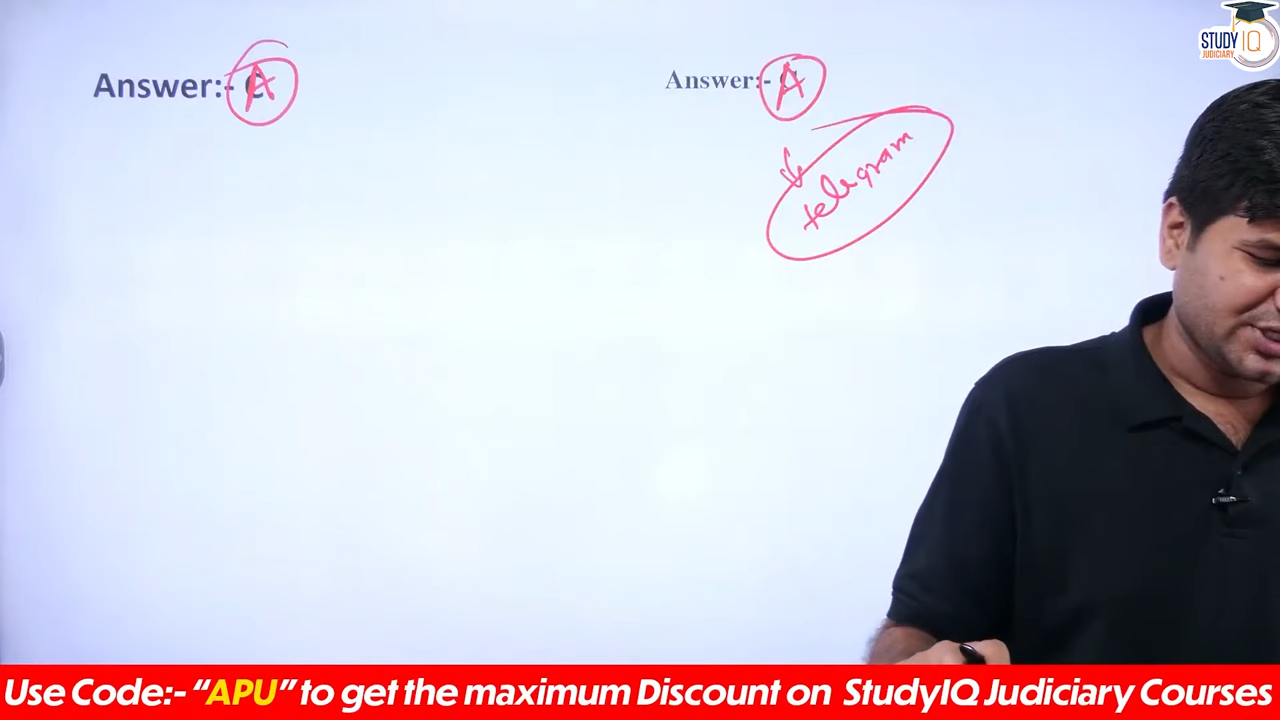 STUDY IQ
JUDICIARY
Answer:- C
A
Answer:-
A
telegram
Use Code:- “APU” to get the maximum Discount on StudyIQ Judiciary Courses